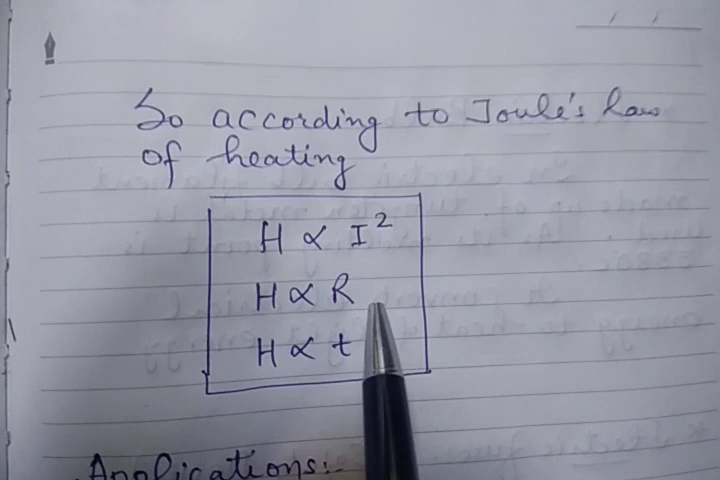 So according to Joule's Law
of heating
H ∝ I²
H ∝ R
H ∝ t
Applications:-